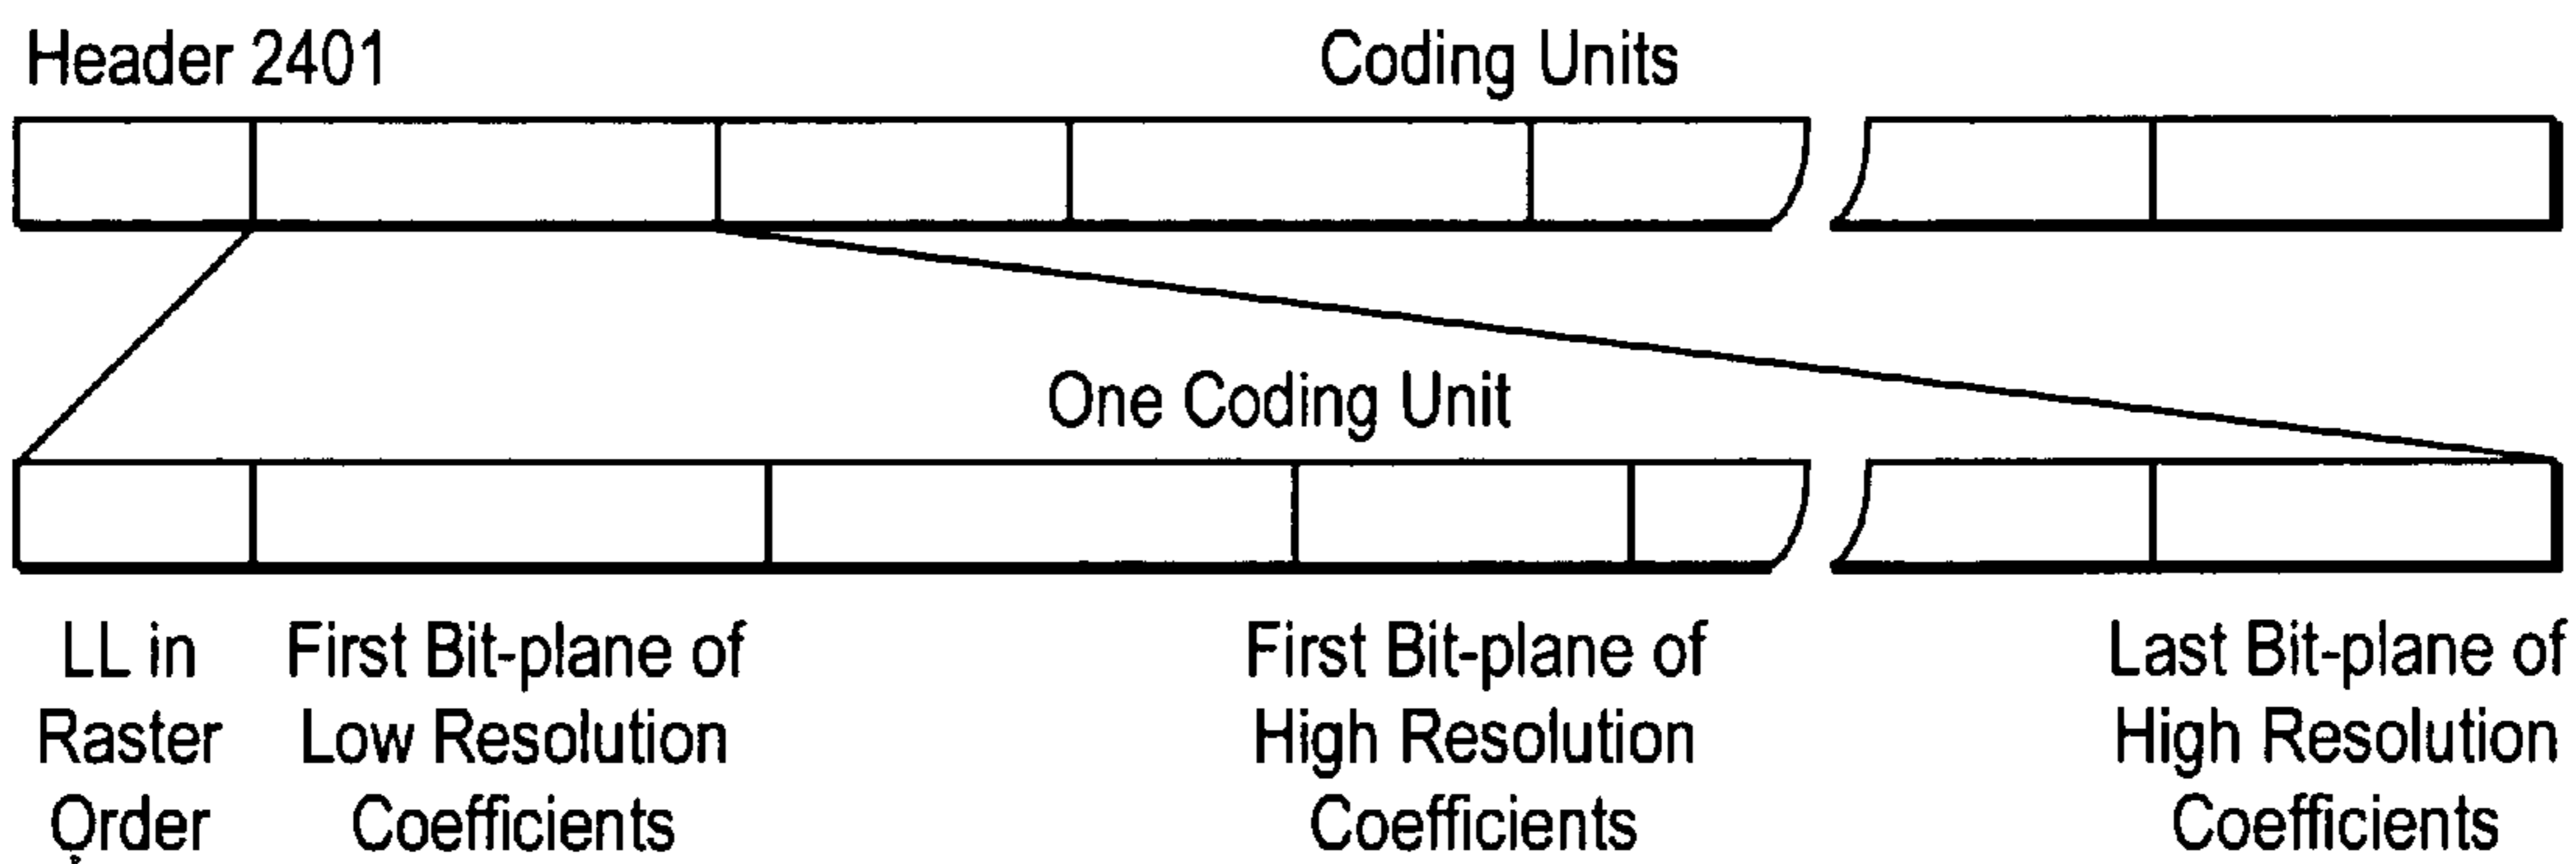 Header 2401
Coding Units
One Coding Unit
LL in
Raster
Order
First Bit-plane of
Low Resolution
Coefficients
First Bit-plane of
High Resolution
Coefficients
Last Bit-plane of
High Resolution
Coefficients